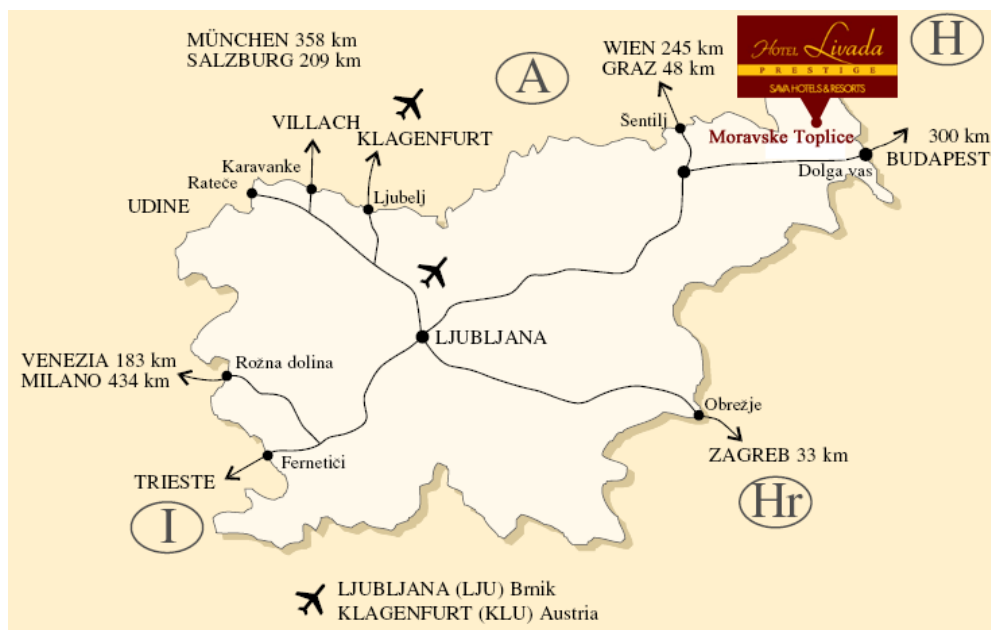 MÜNCHEN 358 km
SALZBURG 209 km
WIEN 245 km
GRAZ 48 km
HOTEL Livada
PRESTIGE
SAVA HOTELS & RESORTS
H
A
VILLACH
KLAGENFURT
Sentilj
Moravske Toplice
300 km
BUDAPEST
Karavanke
Rateče
Dolga vas
UDINE
Ljubelj
LJUBLJANA
VENEZIA 183 km
MILANO 434 km
Rožna dolina
Obrežje
ZAGREB 33 km
Fernetiči
TRIESTE
I
Hr
LJUBLJANA (LJU) Brnik
KLAGENFURT (KLU) Austria